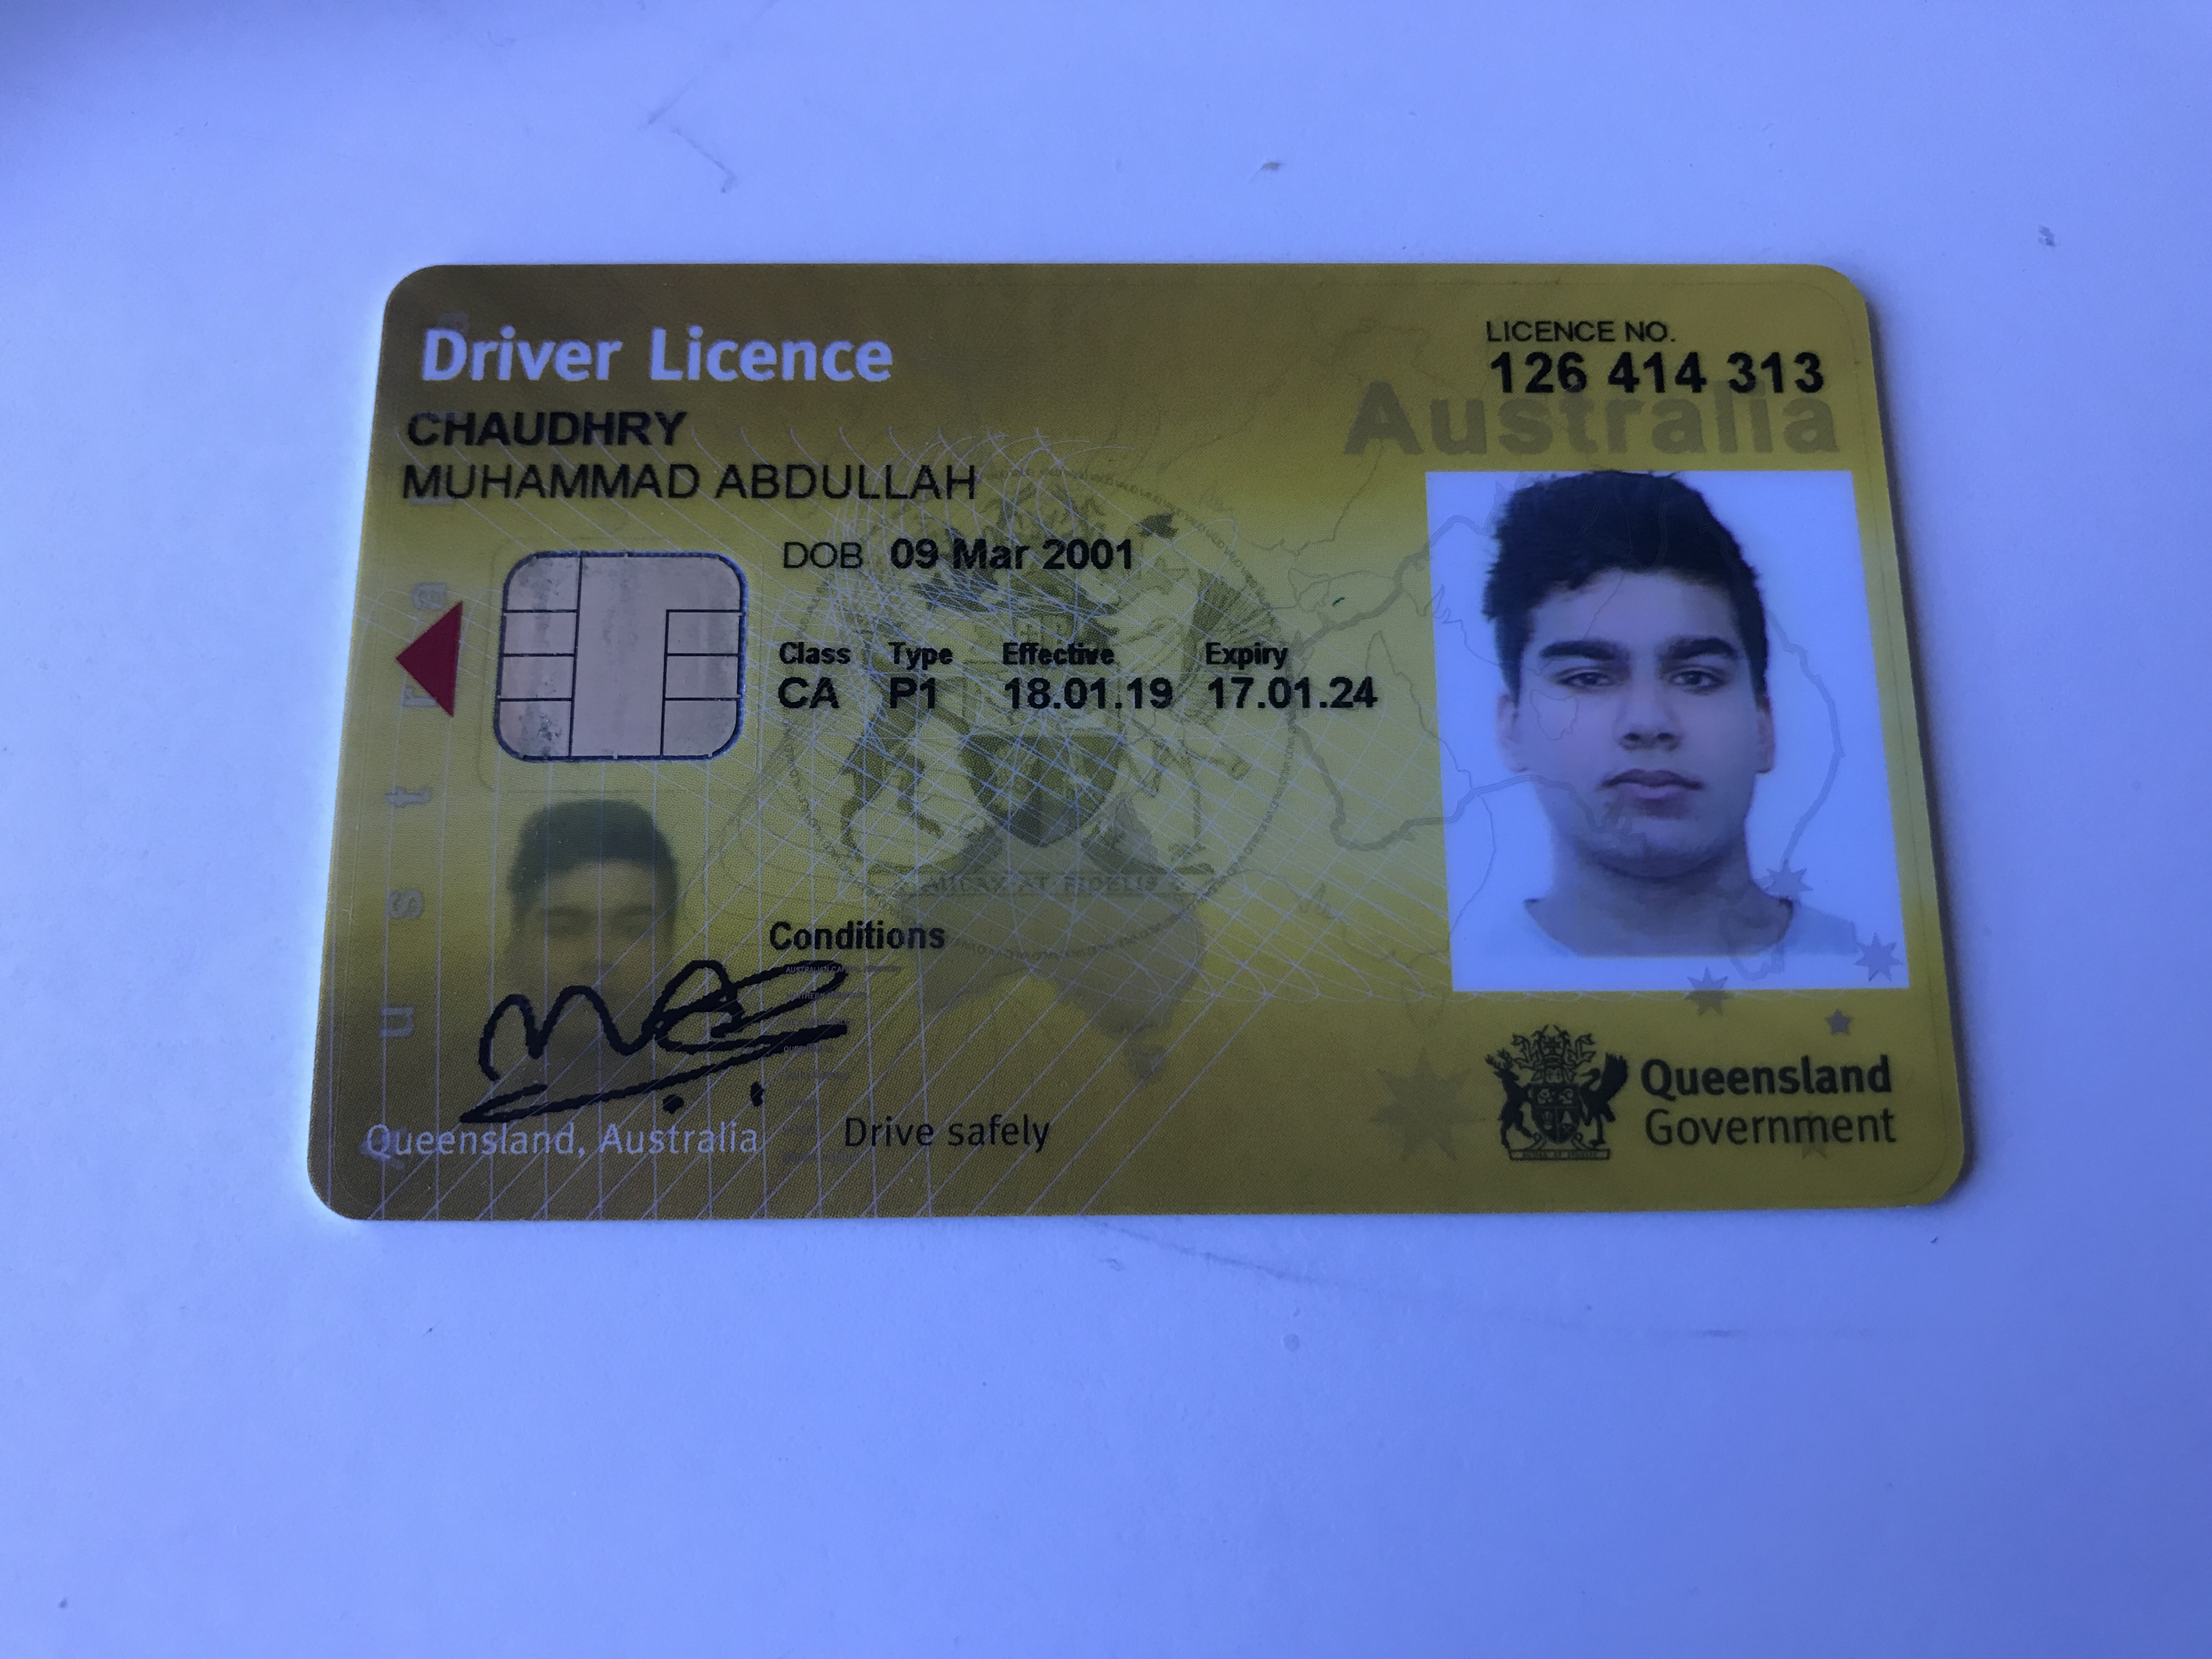 Driver Licence
LICENCE NO.
126 414 313
CHAUDHRY
MUHAMMAD ABDULLAH
Australia
DOB 09 Mar 2001
Class Type Effective Expiry
CA P1 18.01.19 17.01.24
Conditions
Queensland, Australia
Drive safely
Queensland
Government